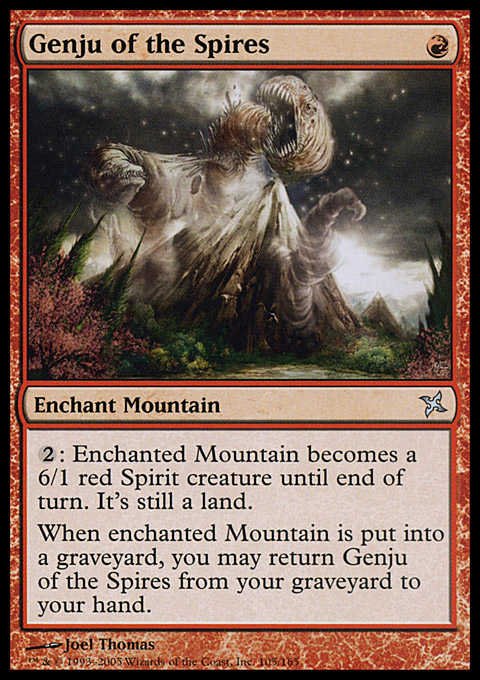 Genju of the Spires
Enchant Mountain
2: Enchanted Mountain becomes a
6/1 red Spirit creature until end of
turn. It's still a land.
When enchanted Mountain is put into
a graveyard, you may return Genju
of the Spires from your graveyard to
your hand.
Joel Thomas
™ & © 1993-2005 Wizards of the Coast, Inc. 105/165